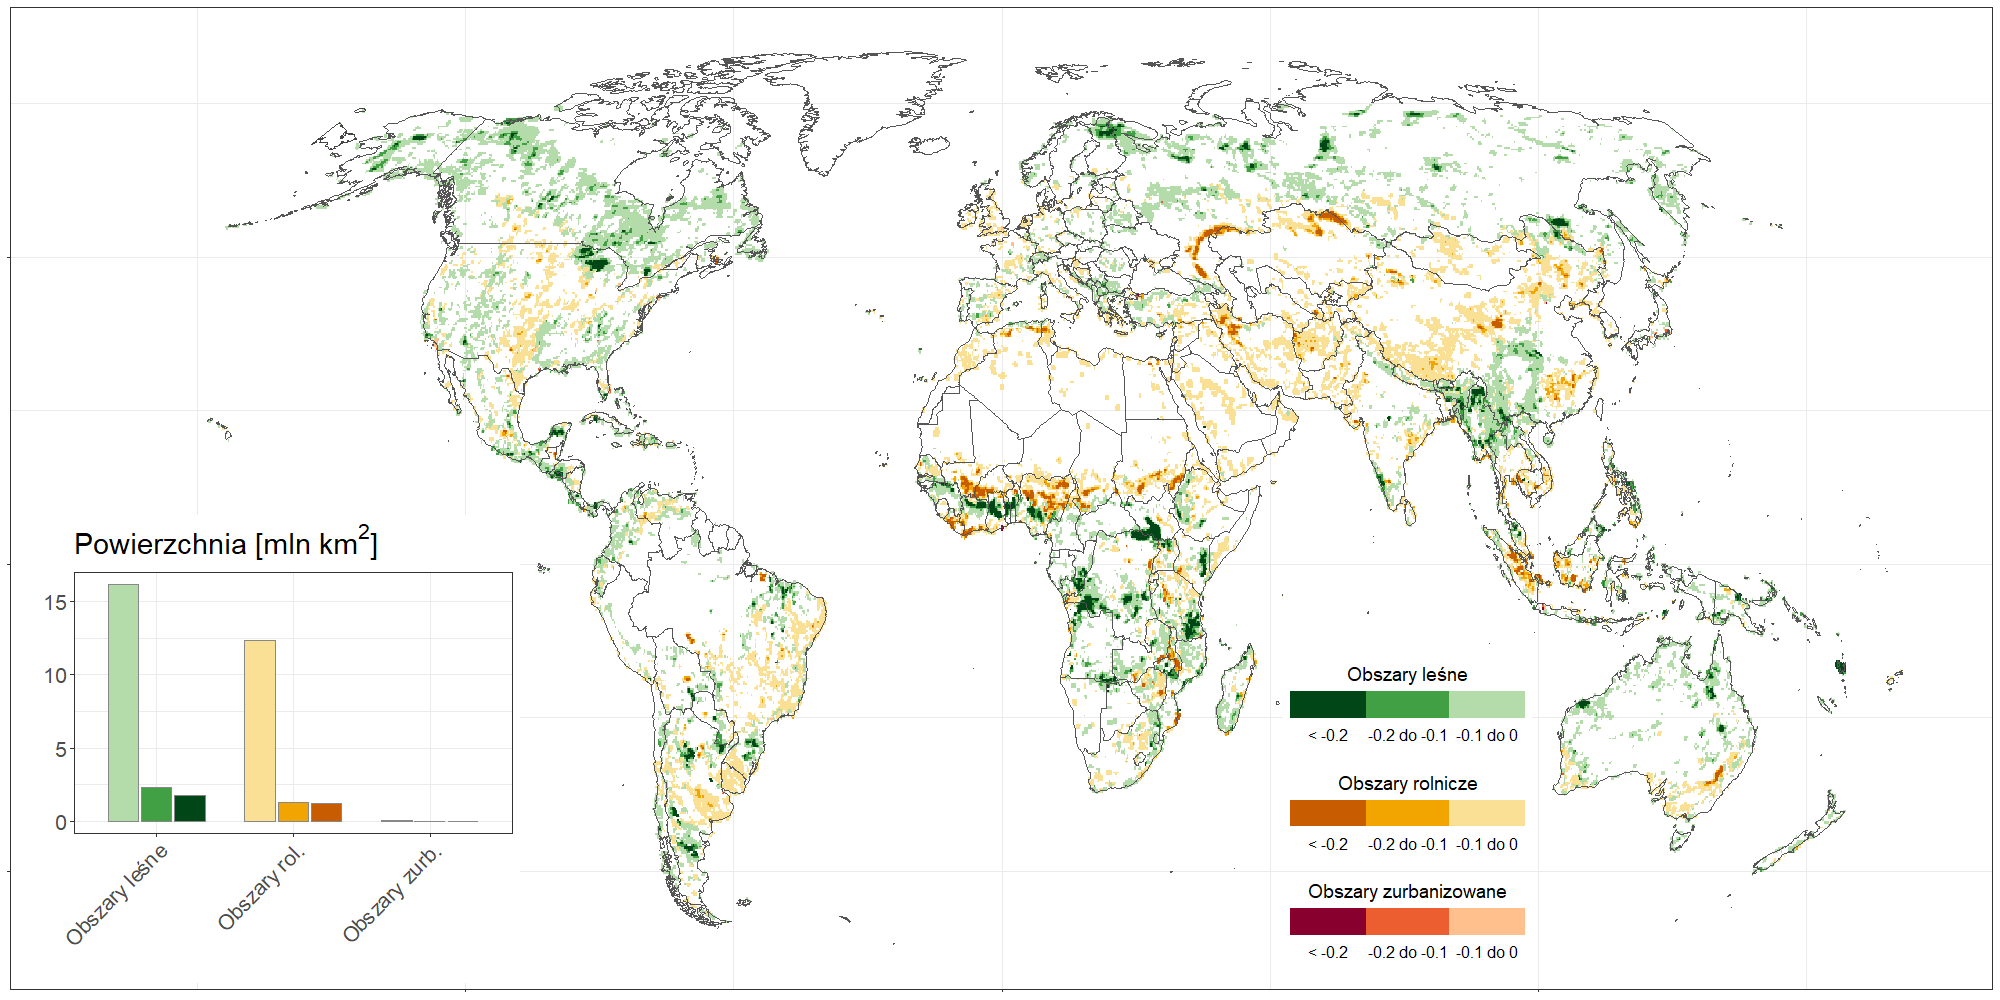 Powierzchnia [mln km²]
15
10
5
0
Obszary leśne
Obszary rol.
Obszary zurb.
Obszary leśne
< -0.2 -0.2 do -0.1 -0.1 do 0
Obszary rolnicze
< -0.2 -0.2 do -0.1 -0.1 do 0
Obszary zurbanizowane
< -0.2 -0.2 do -0.1 -0.1 do 0